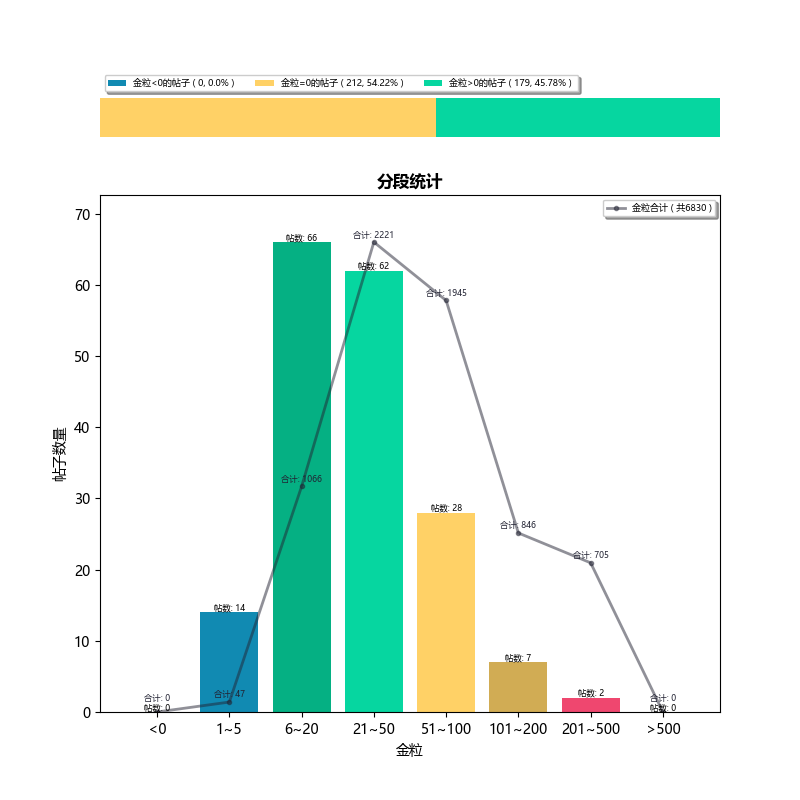 金粒<0的帖子 ( 0, 0.0% ) 金粒=0的帖子 ( 212, 54.22% ) 金粒>0的帖子 ( 179, 45.78% )
分段统计
金粒合计 ( 共6830 )
帖子数量
70
60
50
40
30
20
10
0
帖数: 0
帖数: 14
帖数: 66
帖数: 62
帖数: 28
帖数: 7
帖数: 2
帖数: 0
合计: 0
合计: 47
合计: 1066
合计: 2221
合计: 1945
合计: 846
合计: 705
合计: 0
<0 1~5 6~20 21~50 51~100 101~200 201~500 >500
金粒